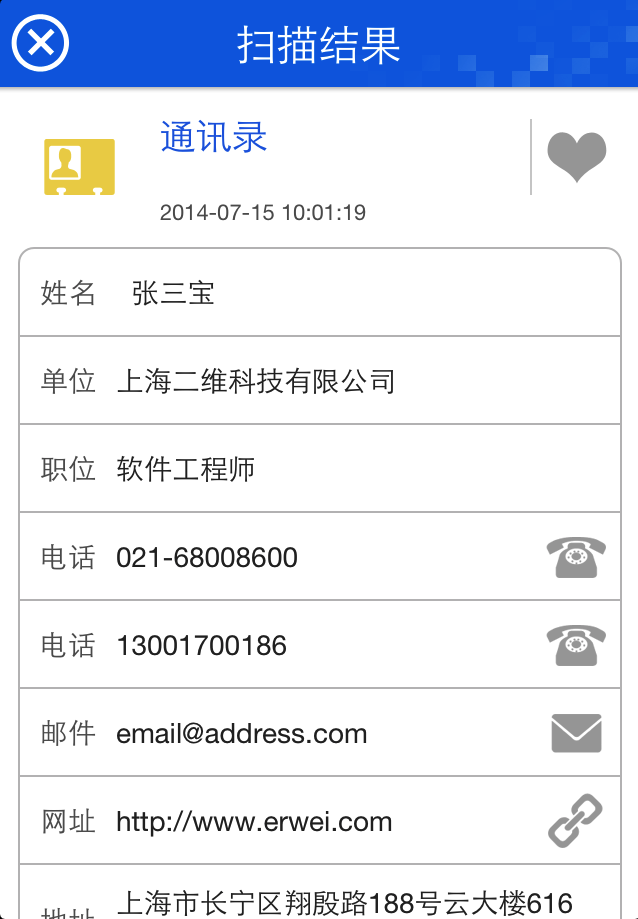 扫描结果
通讯录
2014-07-15 10:01:19
姓名 张三宝
单位 上海二维科技有限公司
职位 软件工程师
电话 021-68008600
电话 13001700186
邮件 email@address.com
网址 http://www.erwei.com
地址 上海市长宁区翔殷路188号云大楼616